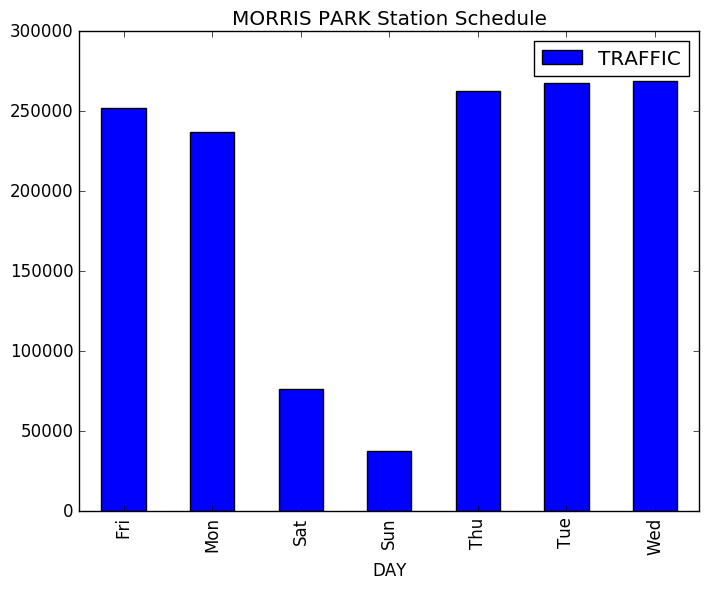 MORRIS PARK Station Schedule
TRAFFIC
300000
250000
200000
150000
100000
50000
0
Fri
Mon
Sat
Sun
Thu
Tue
Wed
DAY